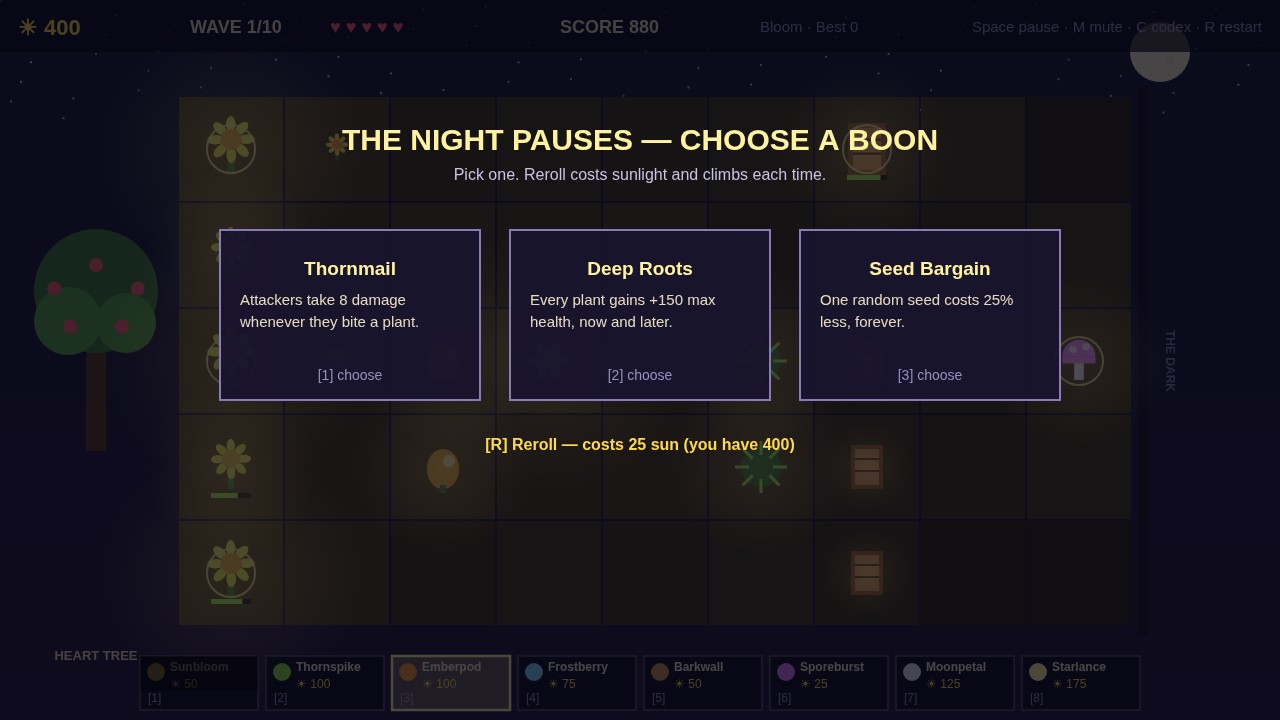 ☀ 400
WAVE 1/10
♥♥♥♥♥
SCORE 880
Bloom · Best 0
Space pause · M mute · C codex · R restart
THE NIGHT PAUSES — CHOOSE A BOON
Pick one. Reroll costs sunlight and climbs each time.
Thornmail
Attackers take 8 damage
whenever they bite a plant.
[1] choose
Deep Roots
Every plant gains +150 max
health, now and later.
[2] choose
Seed Bargain
One random seed costs 25%
less, forever.
[3] choose
THE DARK
[R] Reroll — costs 25 sun (you have 400)
HEART TREE
Sunbloom
☀ 50
[1]
Thornspike
☀ 100
[2]
Emberpod
☀ 100
[3]
Frostberry
☀ 75
[4]
Barkwall
☀ 50
[5]
Sporeburst
☀ 25
[6]
Moonpetal
☀ 125
[7]
Starlance
☀ 175
[8]